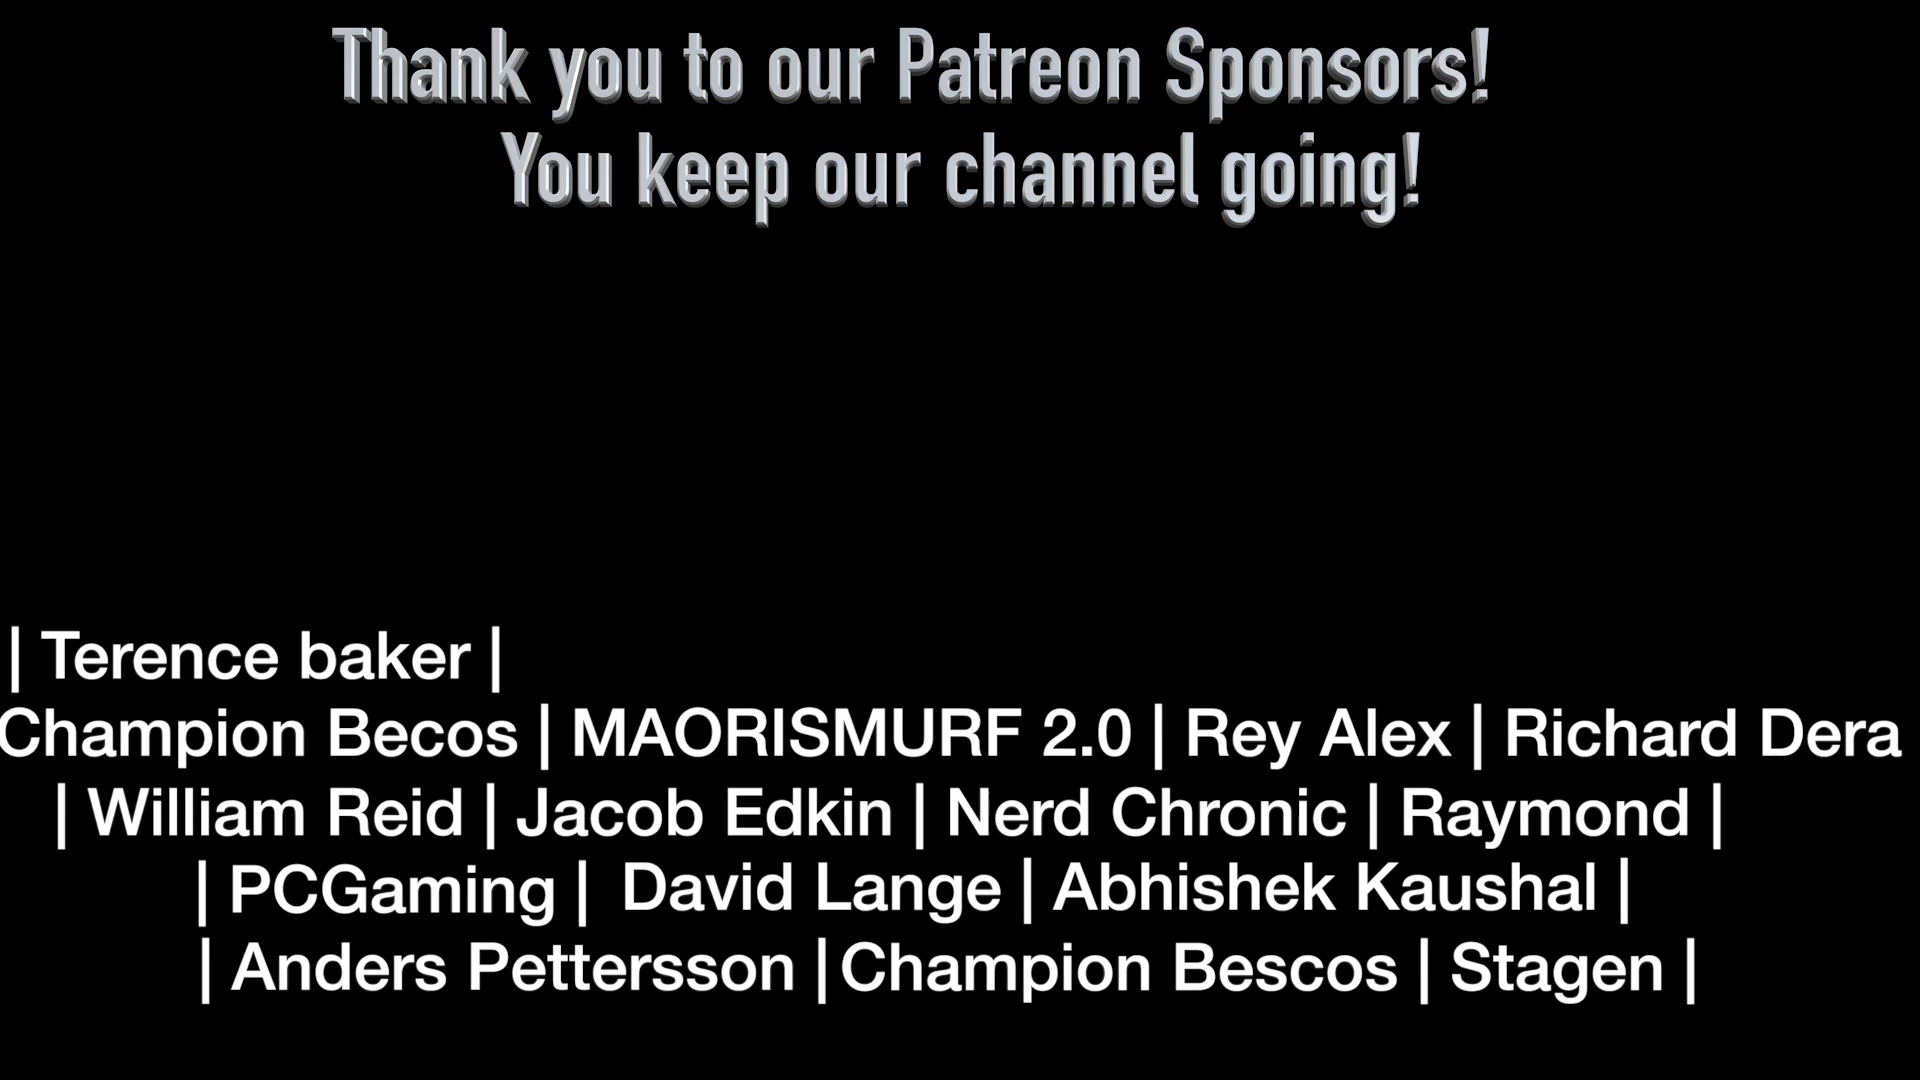 Thank you to our Patreon Sponsors!
You keep our channel going!
| Terence baker |
Champion Becos | MAORISMURF 2.0 | Rey Alex | Richard Dera
| William Reid | Jacob Edkin | Nerd Chronic | Raymond |
| PCGaming | David Lange | Abhishek Kaushal |
| Anders Pettersson | Champion Bescos | Stagen |